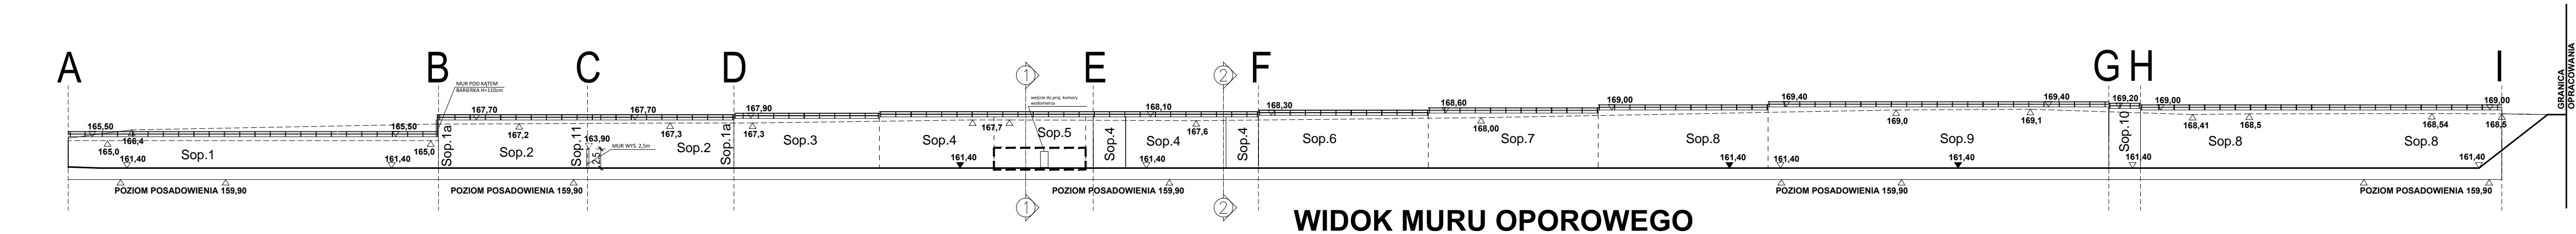 A
B
C
D
E
F
G
H
I
1
2
MUR POD KĄTEM
BARIERKA H=110cm
wejście do proj. komory
wodomierza
GRANICA
OPRACOWANIA
165,50
165,50
167,70
167,70
167,90
168,10
168,30
168,60
169,00
169,40
169,40
169,20
169,00
169,00
166,4
165,0
165,0
167,2
163,90
167,3
167,3
167,7
167,6
168,00
169,0
169,1
168,41
168,5
168,54
168,5
Sop.1
Sop.1a
Sop.2
Sop.11
MUR WYS. 2,5m
2,5
Sop.2
Sop.1a
Sop.3
Sop.4
Sop.5
Sop.4
Sop.4
Sop.4
Sop.6
Sop.7
Sop.8
Sop.9
Sop.10
Sop.8
Sop.8
161,40
161,40
161,40
161,40
161,40
161,40
161,40
161,40
161,40
POZIOM POSADOWIENIA 159,90
POZIOM POSADOWIENIA 159,90
POZIOM POSADOWIENIA 159,90
POZIOM POSADOWIENIA 159,90
POZIOM POSADOWIENIA 159,90
1
2
WIDOK MURU OPOROWEGO